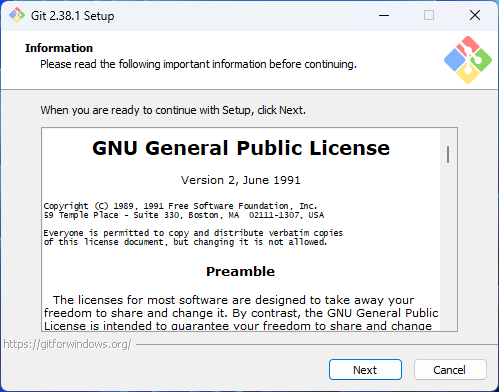 Git 2.38.1 Setup
Information
Please read the following important information before continuing.
When you are ready to continue with Setup, click Next.
GNU General Public License
Version 2, June 1991
Copyright (C) 1989, 1991 Free Software Foundation, Inc.
59 Temple Place - Suite 330, Boston, MA  02111-1307, USA
Everyone is permitted to copy and distribute verbatim copies
of this license document, but changing it is not allowed.
Preamble
The licenses for most software are designed to take away your
freedom to share and change it. By contrast, the GNU General Public
License is intended to guarantee your freedom to share and change
https://gitforwindows.org/
Next
Cancel